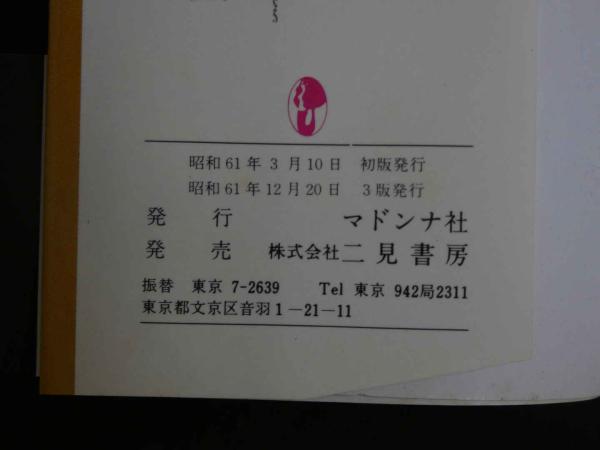 昭和61年3月10日 初版発行
昭和61年12月20日 3版発行
発行 マドンナ社
発売 株式会社二見書房
振替 東京 7-2639 Tel 東京 942局2311
東京都文京区音羽1―21―11